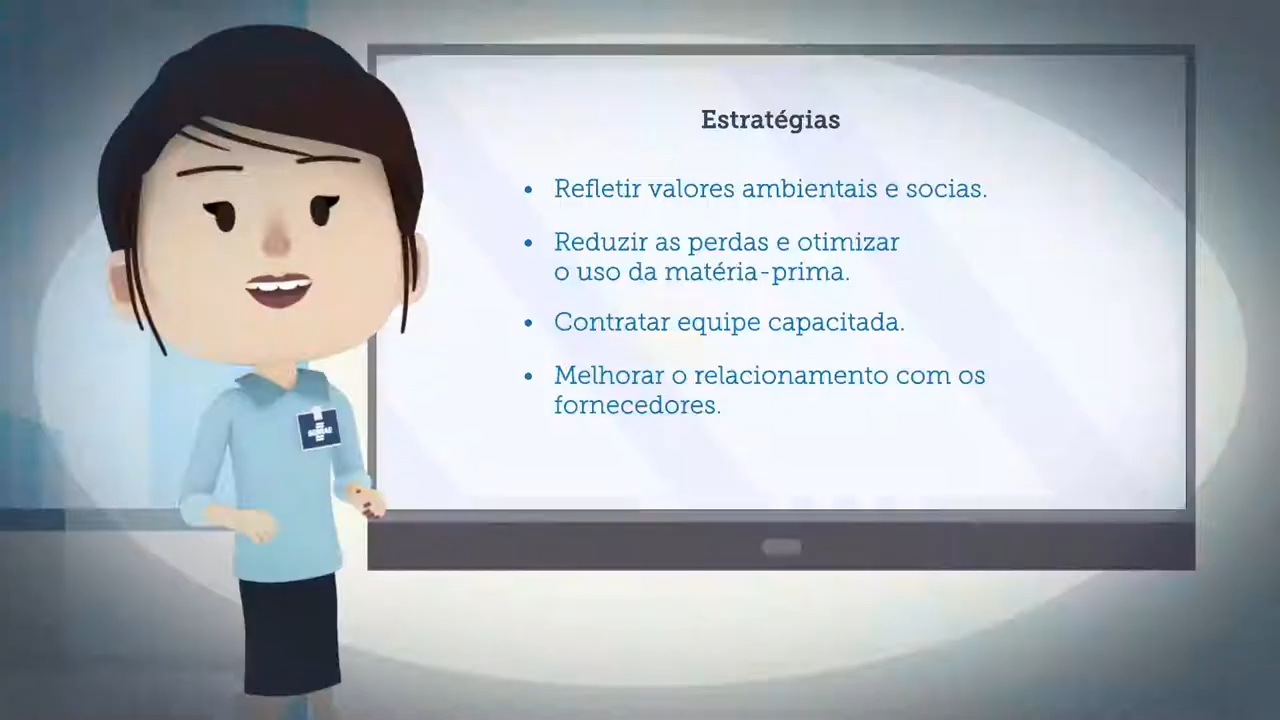 Estratégias
• Refletir valores ambientais e socias.
• Reduzir as perdas e otimizar
o uso da matéria-prima.
• Contratar equipe capacitada.
• Melhorar o relacionamento com os
fornecedores.
SEBRAE